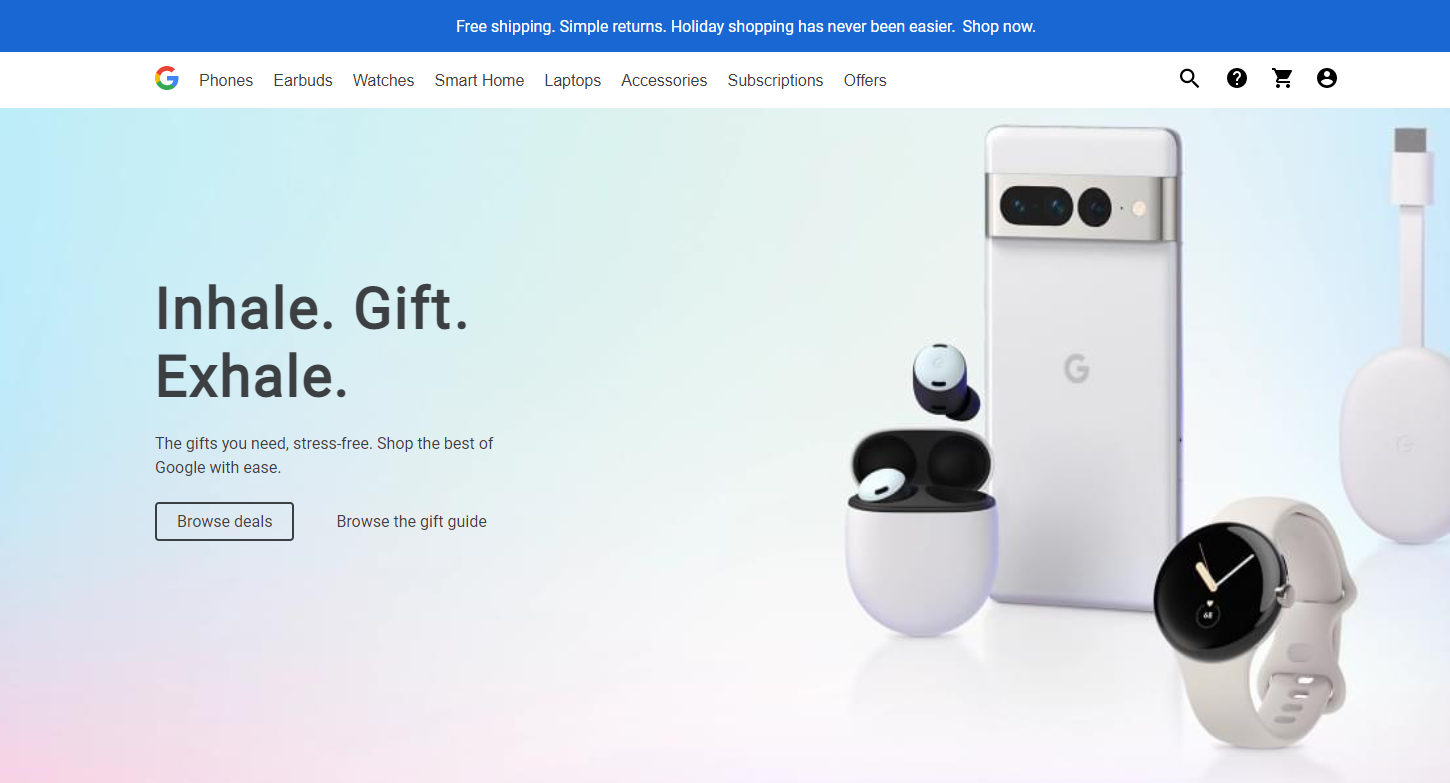 Free shipping. Simple returns. Holiday shopping has never been easier. Shop now.
Phones Earbuds Watches Smart Home Laptops Accessories Subscriptions Offers
Inhale. Gift.
Exhale.
The gifts you need, stress-free. Shop the best of
Google with ease.
Browse deals Browse the gift guide
G
68